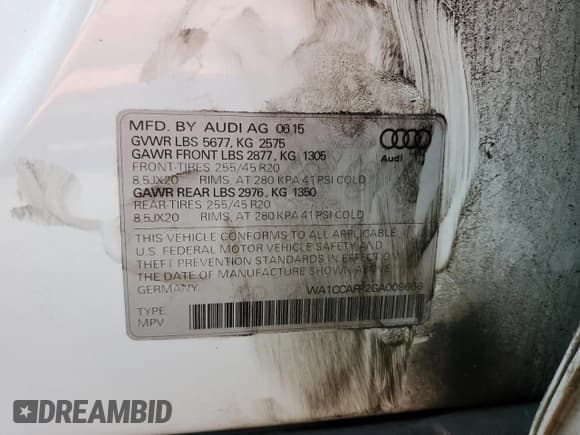 MFD. BY AUDI AG 06 15
GVWR LBS 5677, KG 2575
GAWR FRONT LBS 2877, KG 1305
FRONT-TIRES 255/45 R20
8.5JX20 RIMS, AT 280 KPA 41 PSI COLD
GAWR REAR LBS 2976, KG 1350
REAR-TIRES 255/45 R20
8.5JX20 RIMS, AT 280 KPA 41 PSI COLD
Audi
THIS VEHICLE CONFORMS TO ALL APPLICABLE
U.S. FEDERAL MOTOR VEHICLE SAFETY AND
THEFT PREVENTION STANDARDS IN EFFECT ON
THE DATE OF MANUFACTURE SHOWN ABOVE
GERMANY
TYPE
MPV
DREAMBID